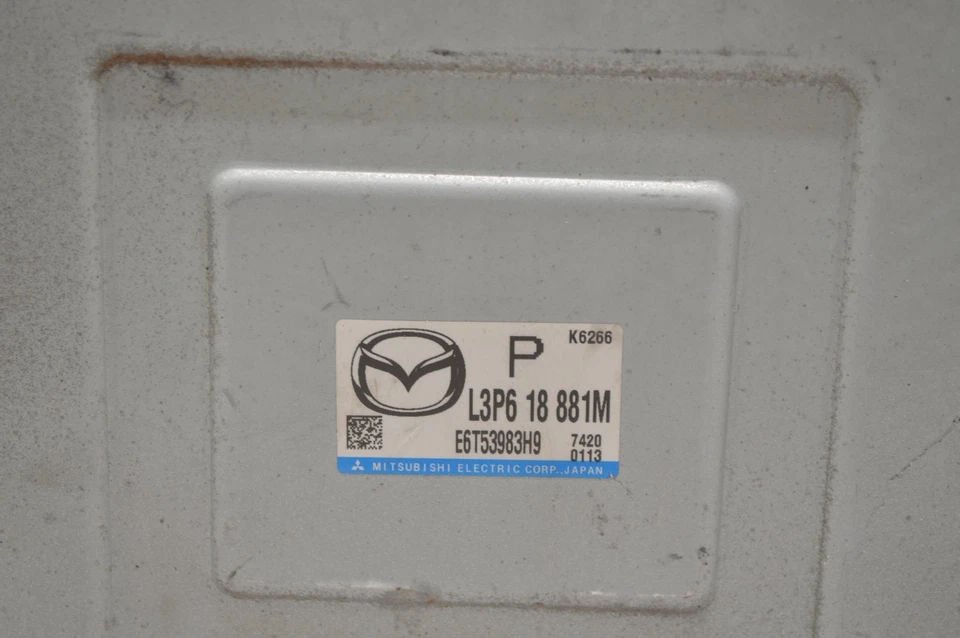 K6266
P
L3P6 18 881M
E6T53983H9 7420
0113
MITSUBISHI ELECTRIC CORP., JAPAN